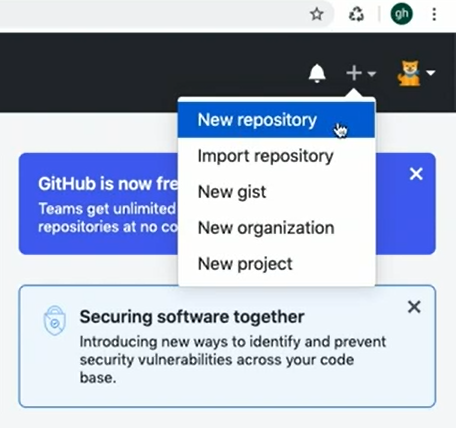 gh
New repository
Import repository
New gist
New organization
New project
GitHub is now fre
Teams get unlimited
repositories at no co
Securing software together
Introducing new ways to identify and prevent
security vulnerabilities across your code
base.